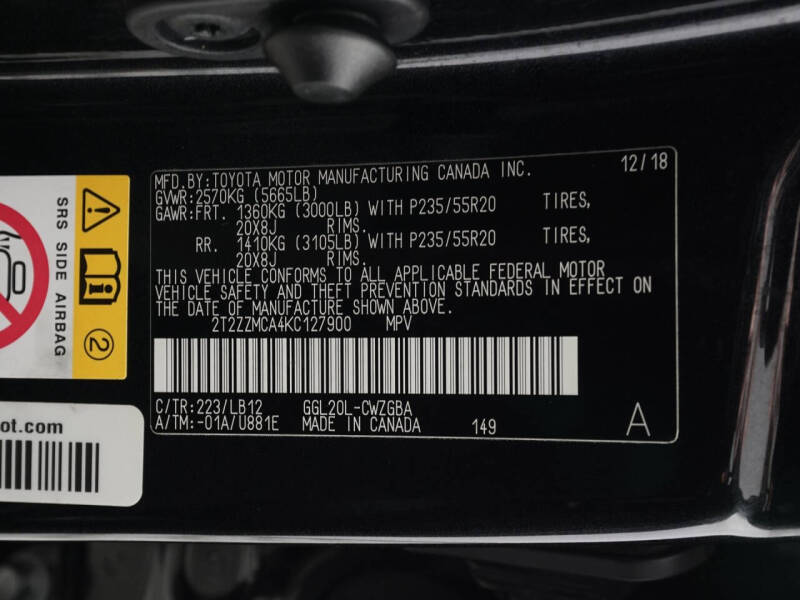 MFD.BY:TOYOTA MOTOR MANUFACTURING CANADA INC. 12/18
GVWR:2570KG (5665LB)
GAWR:FRT. 1360KG (3000LB) WITH P235/55R20 TIRES,
20X8J RIMS.
RR. 1410KG (3105LB) WITH P235/55R20 TIRES,
20X8J RIMS.
THIS VEHICLE CONFORMS TO ALL APPLICABLE FEDERAL MOTOR
VEHICLE SAFETY AND THEFT PREVENTION STANDARDS IN EFFECT ON
THE DATE OF MANUFACTURE SHOWN ABOVE.
2T2ZZMCA4KC127900 MPV
C/TR:223/LB12 GGL20L-CWZGBA
A/TM:-01A/U881E MADE IN CANADA 149 A
SRS SIDE AIRBAG
2
ot.com